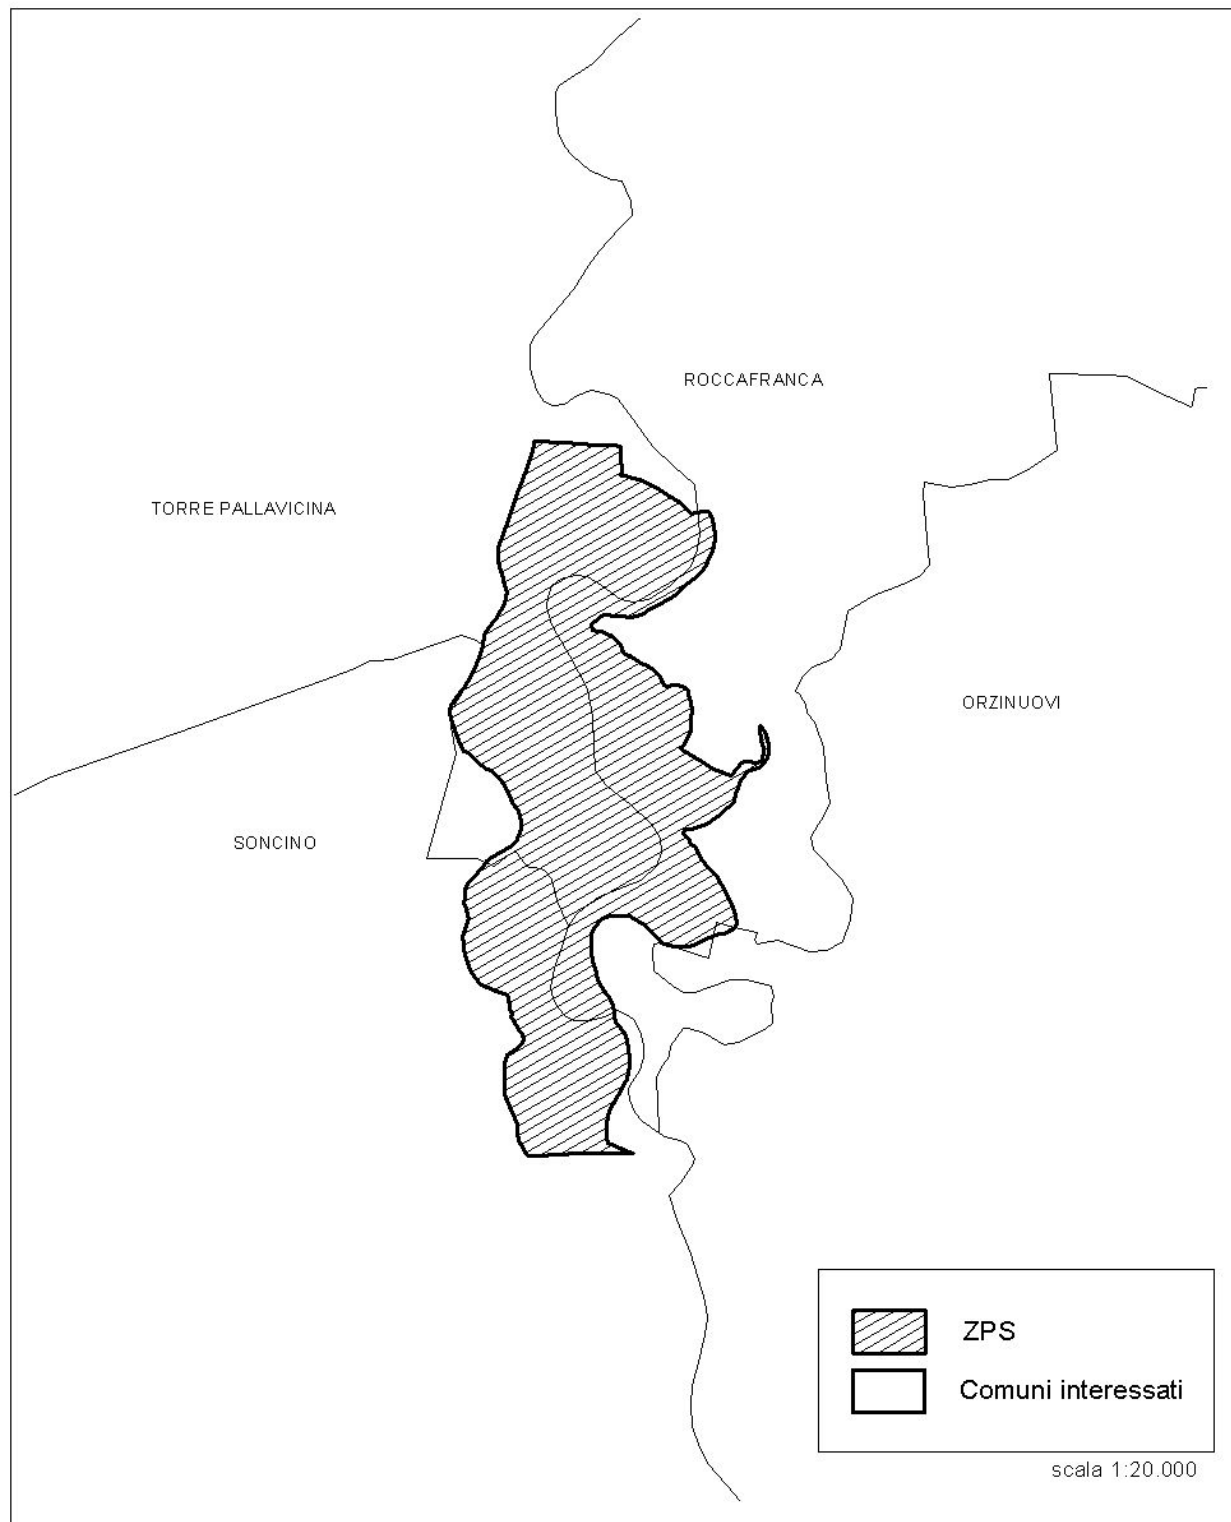 ROCCAFRANCA
TORRE PALLAVICINA
ORZINUOVI
SONCINO
ZPS
Comuni interessati
scala 1:20.000